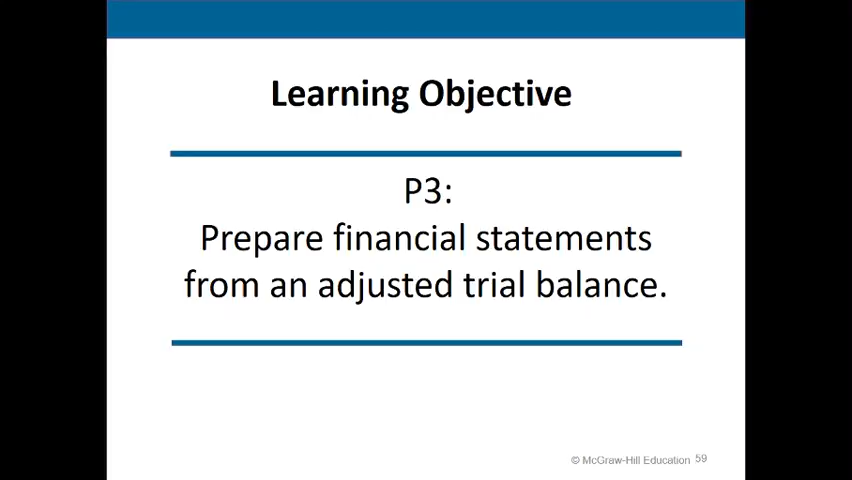 Learning Objective
P3:
Prepare financial statements
from an adjusted trial balance.
© McGraw-Hill Education 59